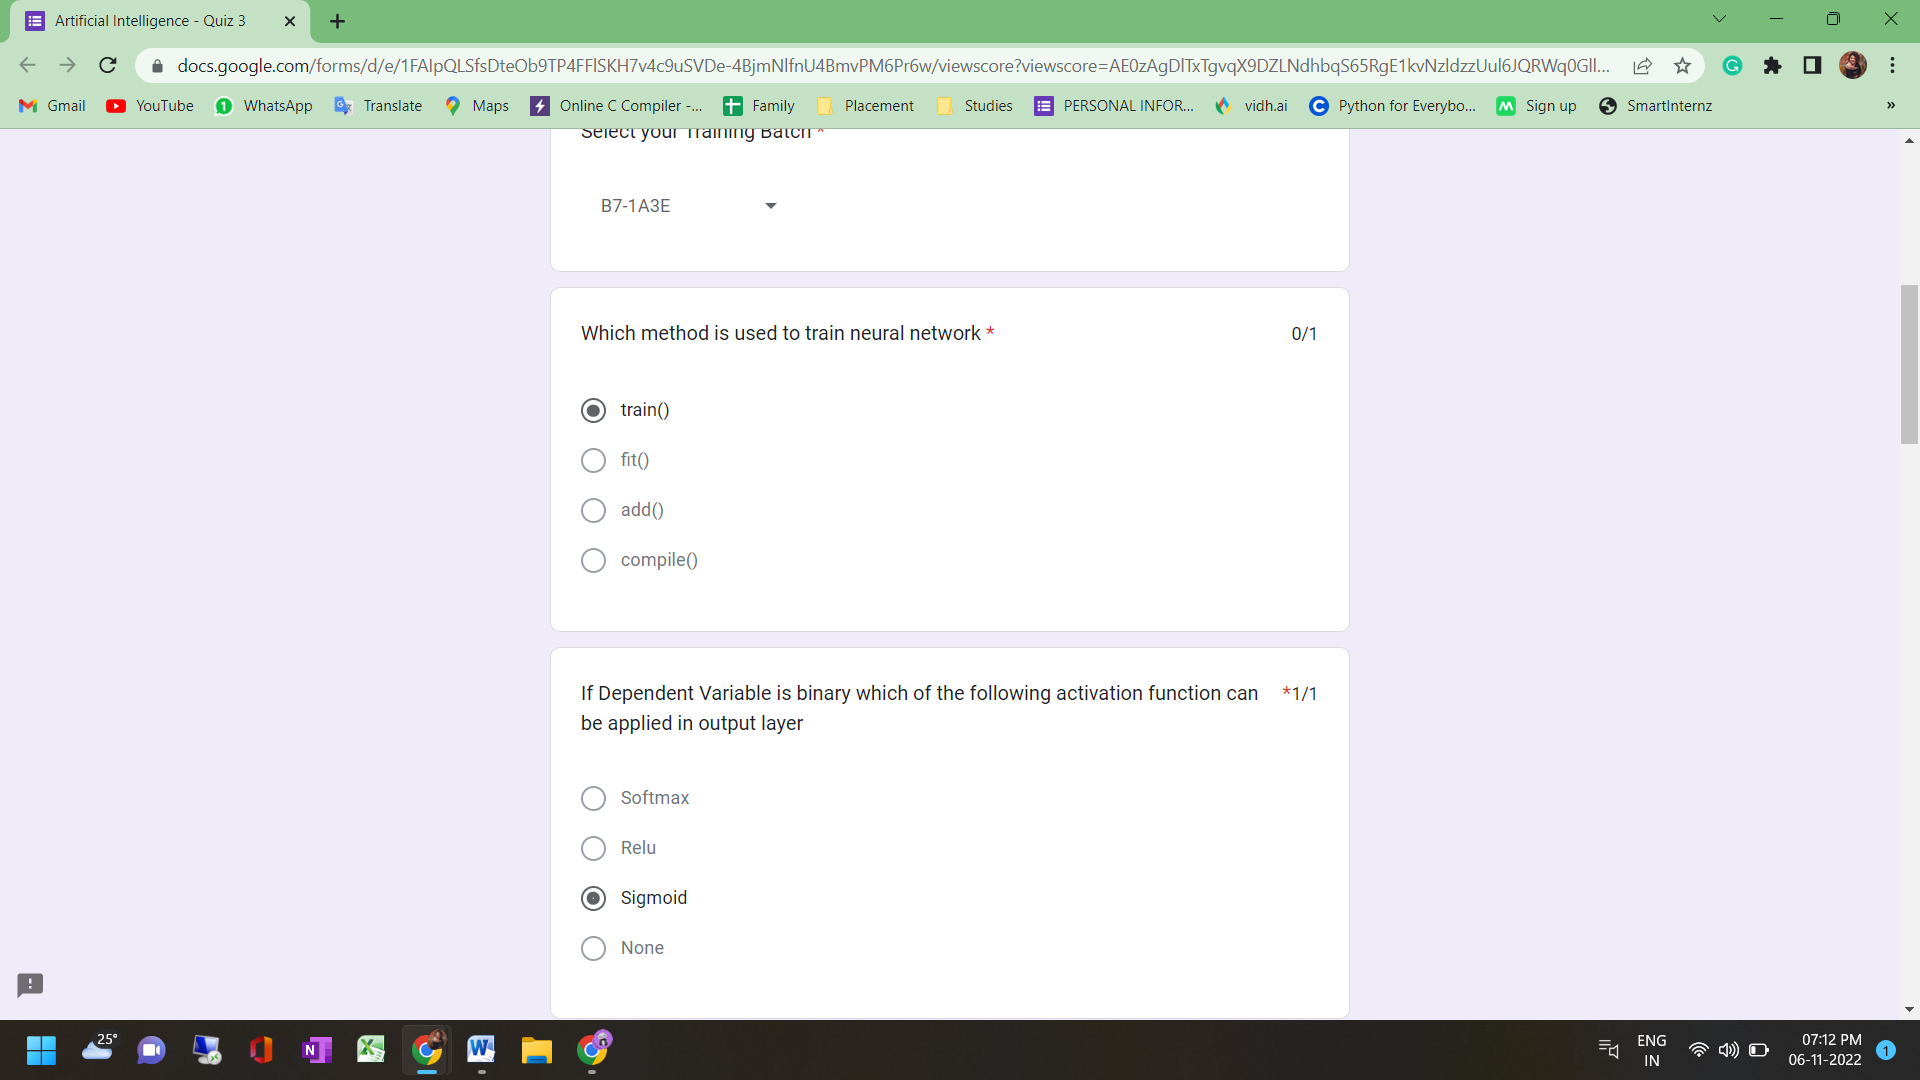 Artificial Intelligence - Quiz 3
docs.google.com/forms/d/e/1FAIpQLSfsDteOb9TP4FFlSKH7v4c9uSVDe-4BjmNlfnU4BmvPM6Pr6w/viewscore?viewscore=AE0zAgDlTxTgvqX9DZLNdhbqS65RgE1kvNzldzzUul6JQRWq0Gll...
Gmail YouTube WhatsApp Translate Maps Online C Compiler -... Family Placement Studies PERSONAL INFOR... vidh.ai Python for Everybo... Sign up SmartInternz »
Select your Training Batch *
B7-1A3E
Which method is used to train neural network * 0/1
train()
fit()
add()
compile()
If Dependent Variable is binary which of the following activation function can *1/1
be applied in output layer
Softmax
Relu
Sigmoid
None
25°
ENG
IN
07:12 PM
06-11-2022
1